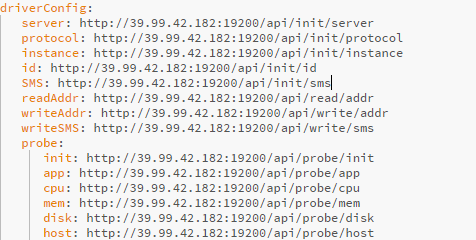 driverConfig:
server: http://39.99.42.182:19200/api/init/server
protocol: http://39.99.42.182:19200/api/init/protocol
instance: http://39.99.42.182:19200/api/init/instance
id: http://39.99.42.182:19200/api/init/id
SMS: http://39.99.42.182:19200/api/init/sms
readAddr: http://39.99.42.182:19200/api/read/addr
writeAddr: http://39.99.42.182:19200/api/write/addr
writeSMS: http://39.99.42.182:19200/api/write/sms
probe:
init: http://39.99.42.182:19200/api/probe/init
app: http://39.99.42.182:19200/api/probe/app
cpu: http://39.99.42.182:19200/api/probe/cpu
mem: http://39.99.42.182:19200/api/probe/mem
disk: http://39.99.42.182:19200/api/probe/disk
host: http://39.99.42.182:19200/api/probe/host